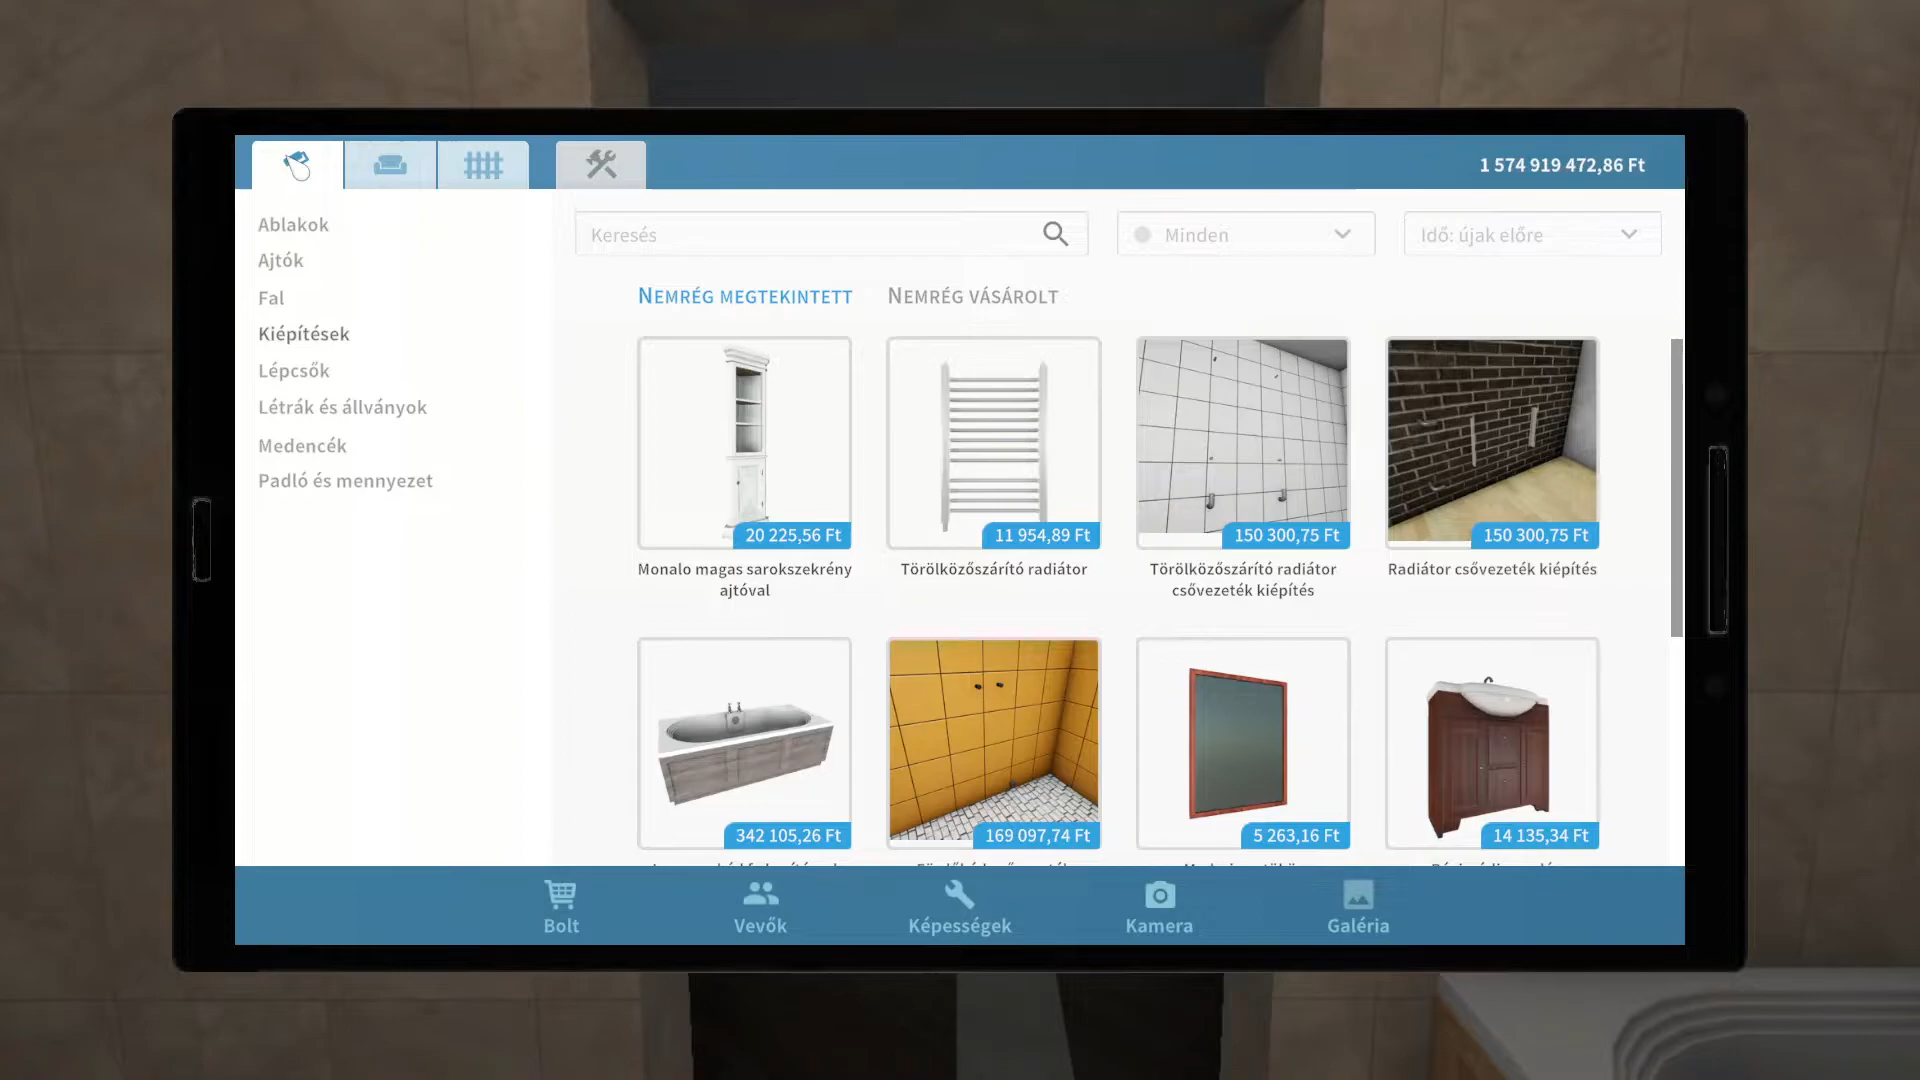 1 574 919 472,86 Ft
Ablakok
Ajtók
Fal
Kiépítések
Lépcsők
Létrák és állványok
Medencék
Padló és mennyezet
Keresés
Minden
Idő: újak előre
NEMRÉG MEGTEKINTETT
NEMRÉG VÁSÁROLT
20 225,56 Ft
Monalo magas sarokszekrény
ajtóval
11 954,89 Ft
Törölközőszárító radiátor
150 300,75 Ft
Törölközőszárító radiátor
csővezeték kiépítés
150 300,75 Ft
Radiátor csővezeték kiépítés
342 105,26 Ft
169 097,74 Ft
5 263,16 Ft
14 135,34 Ft
Bolt
Vevők
Képességek
Kamera
Galéria